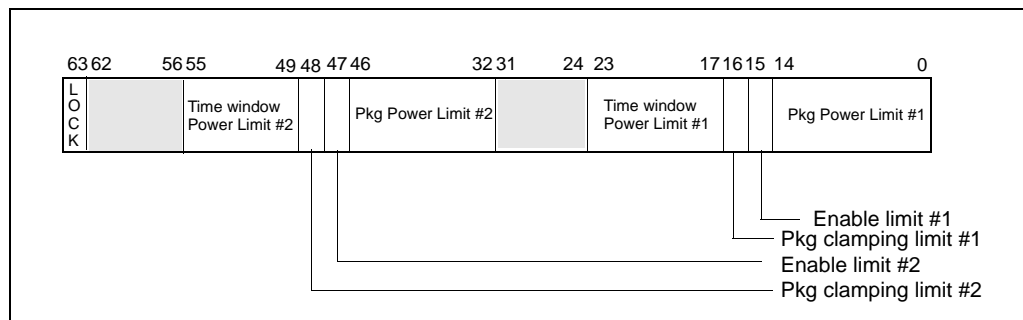 63 62 56 55 49 48 47 46 32 31 24 23 17 16 15 14 0
LOCK
Time window
Power Limit #2
Pkg Power Limit #2
Time window
Power Limit #1
Pkg Power Limit #1
Enable limit #1
Pkg clamping limit #1
Enable limit #2
Pkg clamping limit #2